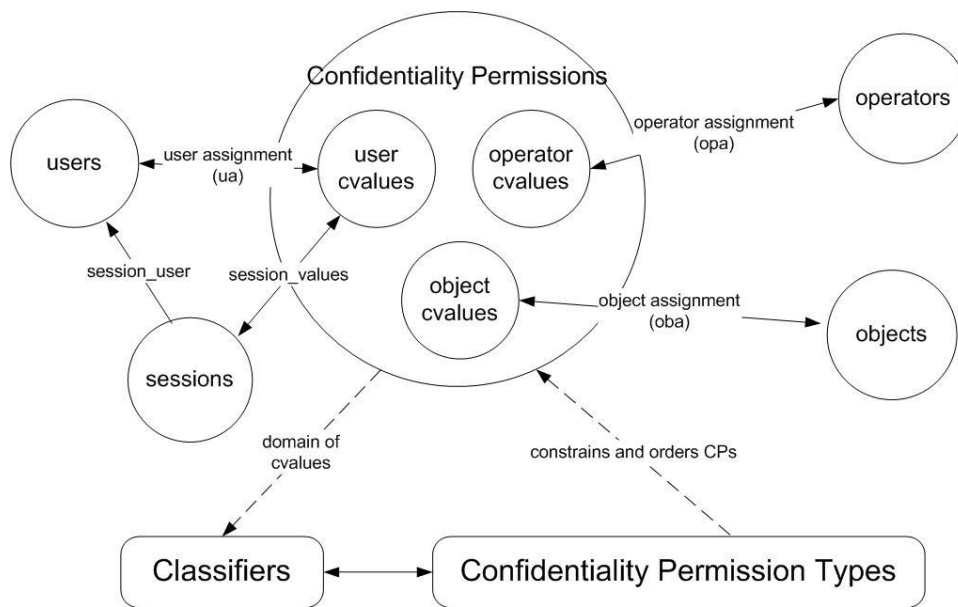 Confidentiality Permissions
operators
operator assignment
(opa)
users
user assignment
(ua)
user
cvalues
operator
cvalues
session_user
session_values
object
cvalues
object assignment
(oba)
objects
sessions
domain of
cvalues
constrains and orders CPs
Classifiers
Confidentiality Permission Types